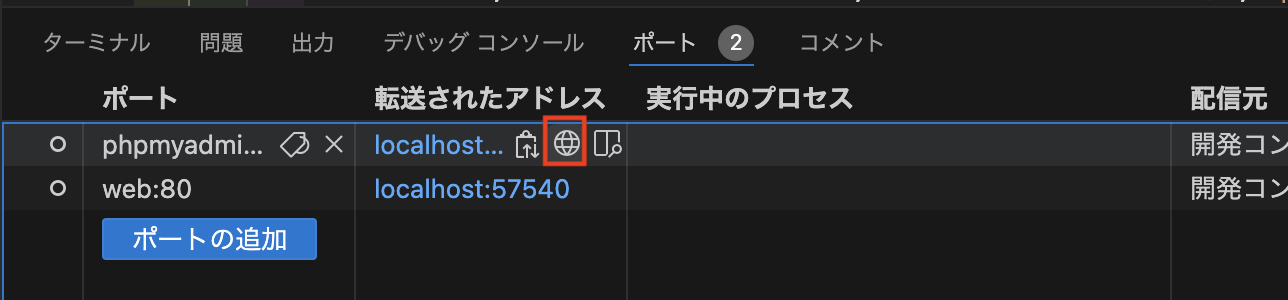 ターミナル 問題 出力 デバッグ コンソール ポート 2 コメント
ポート 転送されたアドレス 実行中のプロセス 配信元
phpmyadmi... localhost... 開発コン
web:80 localhost:57540 開発コン
ポートの追加